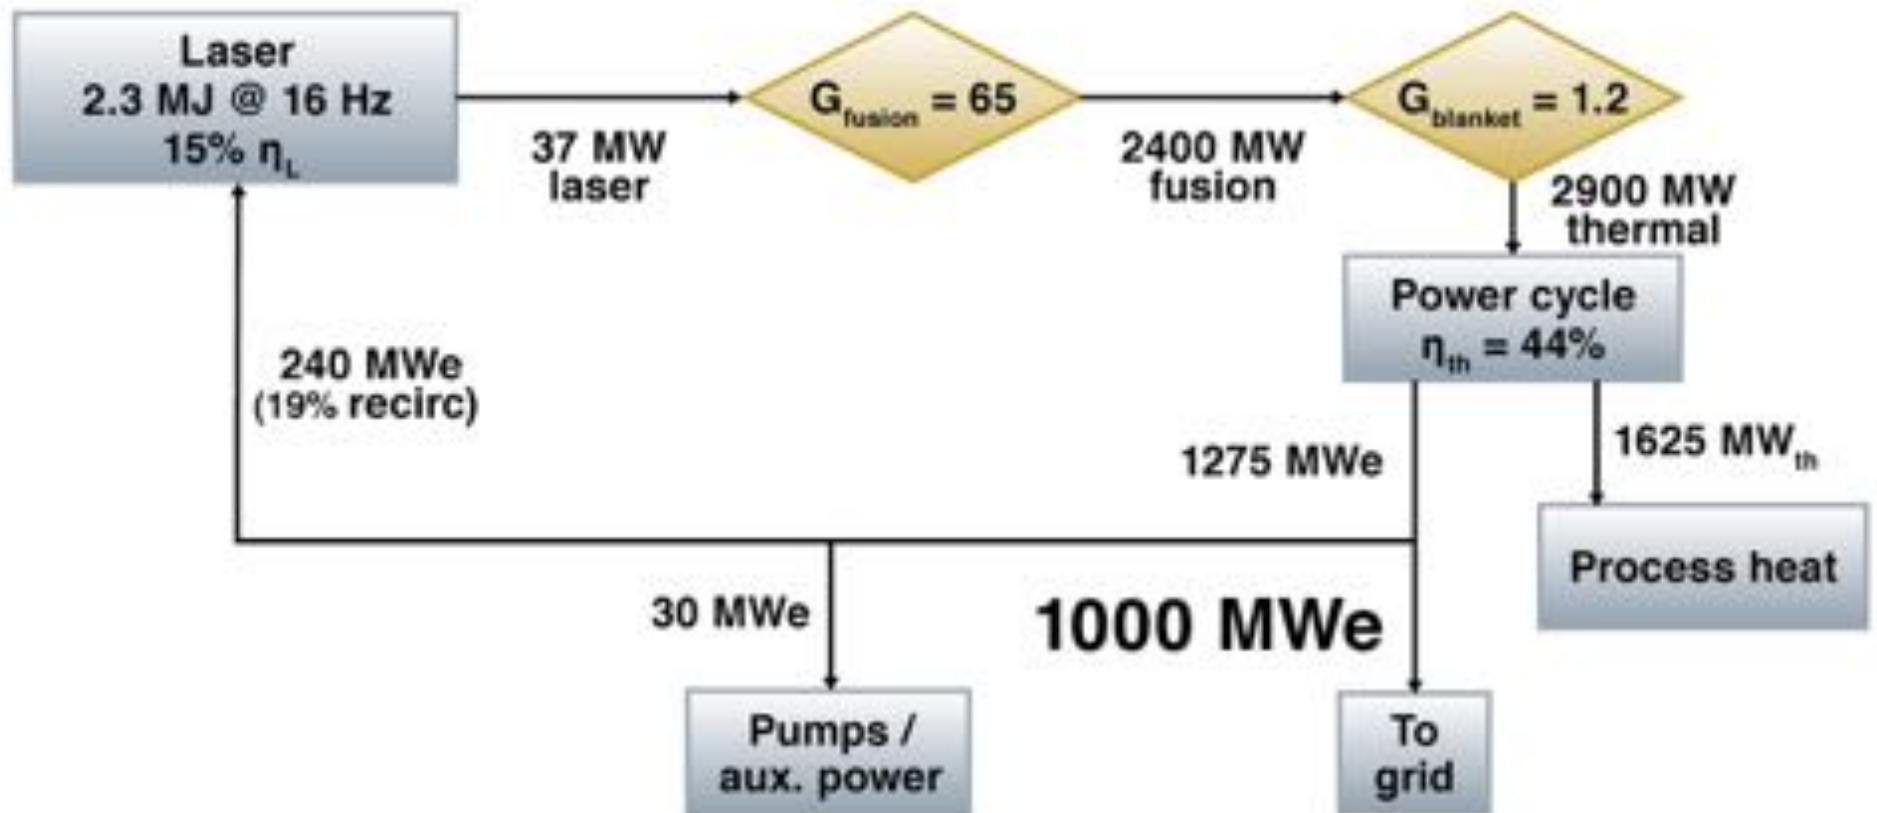 Laser
2.3 MJ @ 16 Hz
15% ηL
37 MW
laser
Gfusion = 65
2400 MW
fusion
Gblanket = 1.2
2900 MW
thermal
Power cycle
ηth = 44%
240 MWe
(19% recirc)
1275 MWe
1625 MWth
Process heat
30 MWe
1000 MWe
Pumps /
aux. power
To
grid